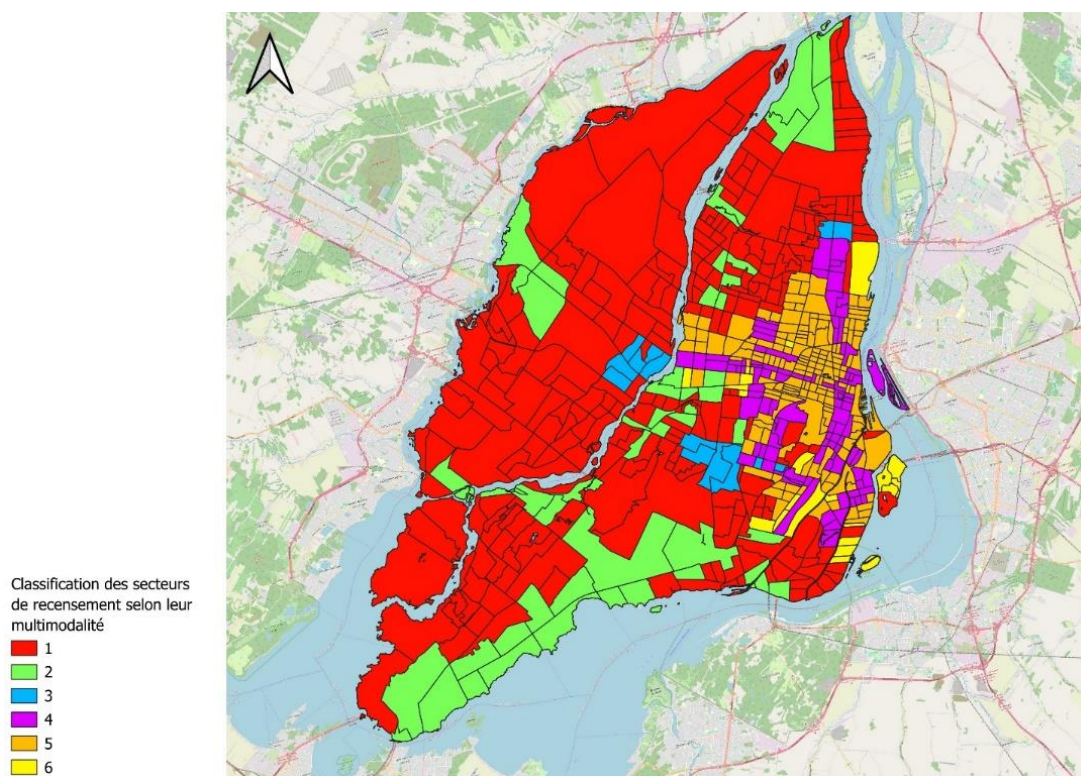 Classification des secteurs
de recensement selon leur
multimodalité
1
2
3
4
5
6